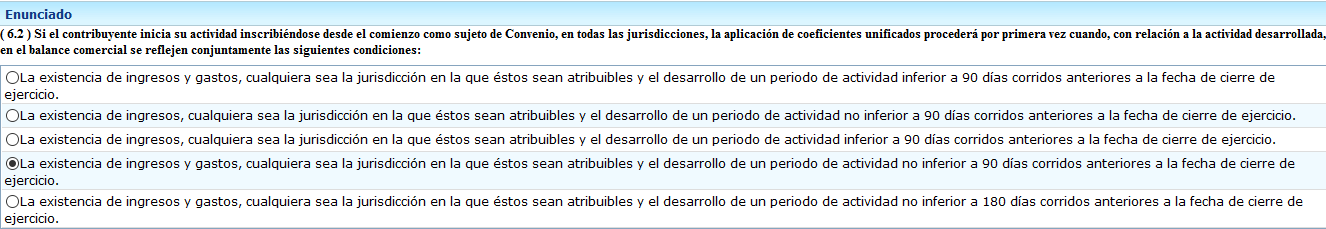 Enunciado
( 6.2 ) Si el contribuyente inicia su actividad inscribiéndose desde el comienzo como sujeto de Convenio, en todas las jurisdicciones, la aplicación de coeficientes unificados procederá por primera vez cuando, con relación a la actividad desarrollada,
en el balance comercial se reflejen conjuntamente las siguientes condiciones:
La existencia de ingresos y gastos, cualquiera sea la jurisdicción en la que éstos sean atribuibles y el desarrollo de un periodo de actividad inferior a 90 días corridos anteriores a la fecha de cierre de
ejercicio.
La existencia de ingresos, cualquiera sea la jurisdicción en la que éstos sean atribuibles y el desarrollo de un periodo de actividad no inferior a 90 días corridos anteriores a la fecha de cierre de ejercicio.
La existencia de ingresos, cualquiera sea la jurisdicción en la que éstos sean atribuibles y el desarrollo de un periodo de actividad inferior a 90 días corridos anteriores a la fecha de cierre de ejercicio.
La existencia de ingresos y gastos, cualquiera sea la jurisdicción en la que éstos sean atribuibles y el desarrollo de un periodo de actividad no inferior a 90 días corridos anteriores a la fecha de cierre de
ejercicio.
La existencia de ingresos y gastos, cualquiera sea la jurisdicción en la que éstos sean atribuibles y el desarrollo de un periodo de actividad no inferior a 180 días corridos anteriores a la fecha de cierre de
ejercicio.